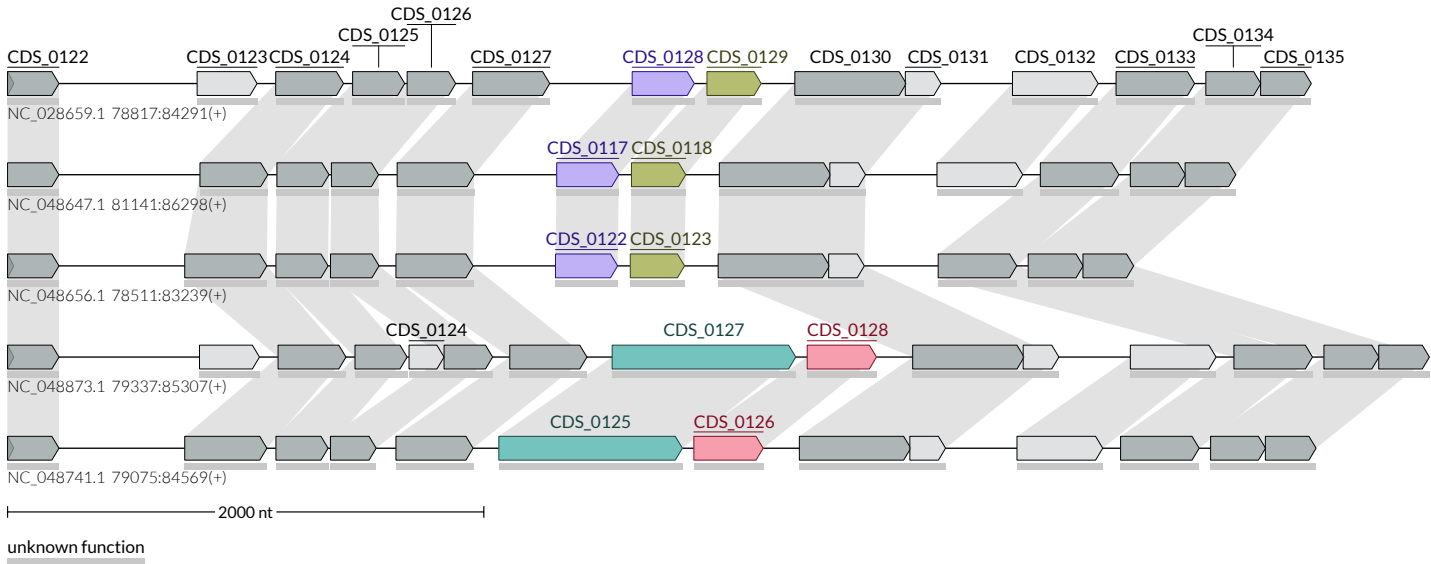 CDS_0126
CDS_0125 CDS_0134
CDS_0122 CDS_0123 CDS_0124 CDS_0127 CDS_0128 CDS_0129 CDS_0130 CDS_0131 CDS_0132 CDS_0133 CDS_0135
NC_028659.1 78817:84291(+)
CDS_0117 CDS_0118
NC_048647.1 81141:86298(+)
CDS_0122 CDS_0123
NC_048656.1 78511:83239(+)
CDS_0124 CDS_0127 CDS_0128
NC_048873.1 79337:85307(+)
CDS_0125 CDS_0126
NC_048741.1 79075:84569(+)
2000 nt
unknown function